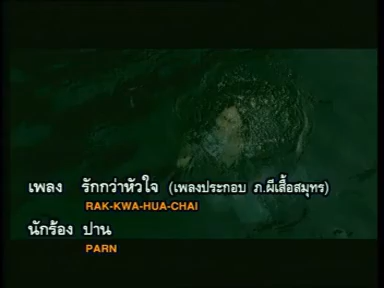 เพลง รักกว่าหัวใจ (เพลงประกอบ ภ.ผีเสื้อสมุทร)
RAK-KWA-HUA-CHAI
นักร้อง ปาน
PARN